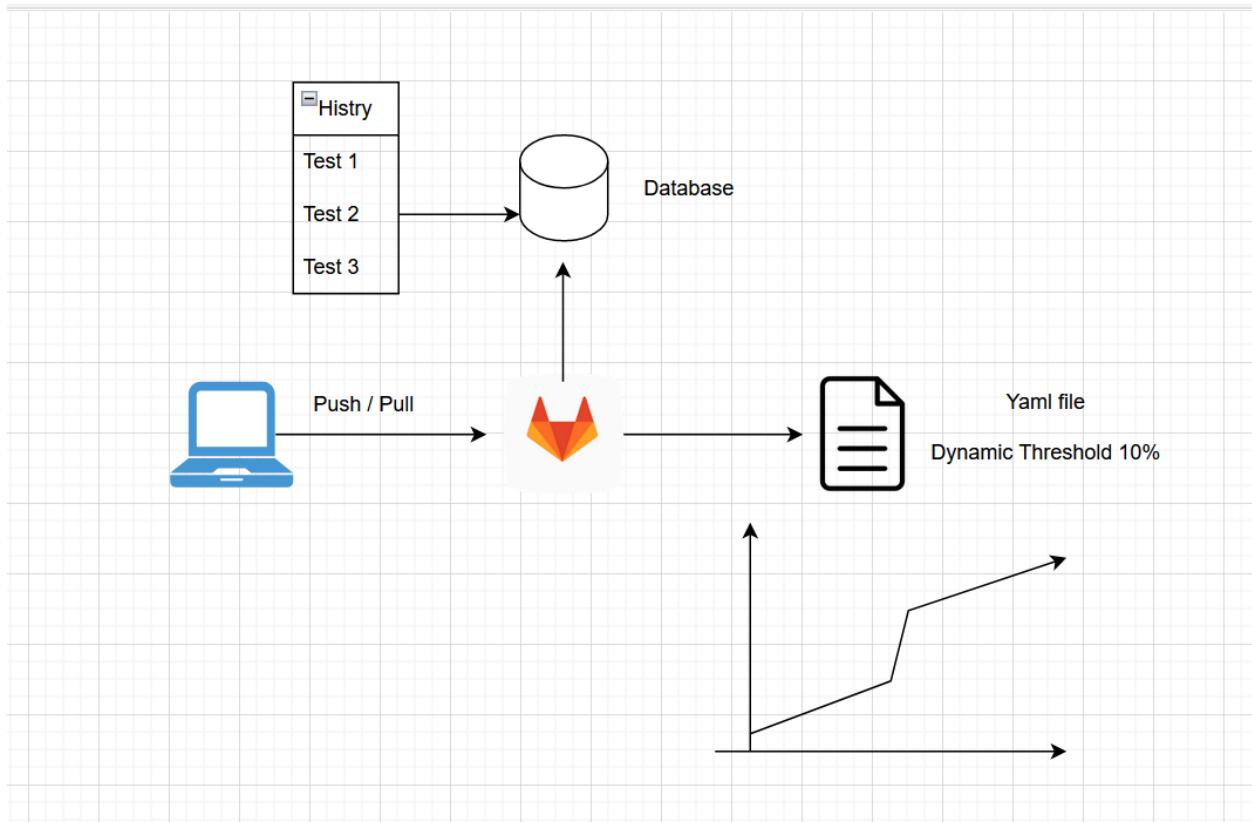 Histry
Test 1
Test 2
Test 3
Database
Push / Pull
Yaml file
Dynamic Threshold 10%